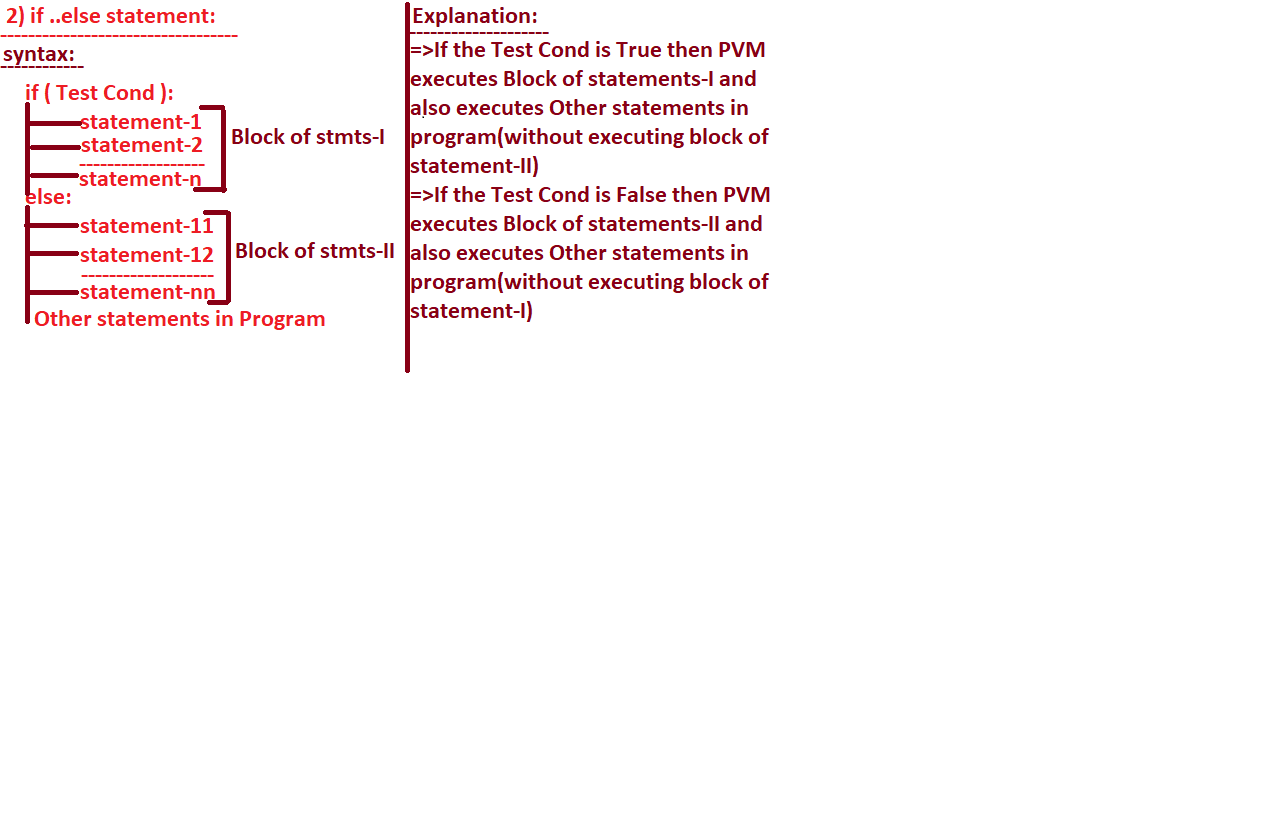 2) if ..else statement:
---------------------------------
syntax:
------------
if ( Test Cond ):
statement-1
statement-2
------------------
statement-n
Block of stmts-I
else:
statement-11
statement-12
-------------------
statement-nn
Block of stmts-II
Other statements in Program
Explanation:
--------------------
=>If the Test Cond is True then PVM
executes Block of statements-I and
also executes Other statements in
program(without executing block of
statement-II)
=>If the Test Cond is False then PVM
executes Block of statements-II and
also executes Other statements in
program(without executing block of
statement-I)